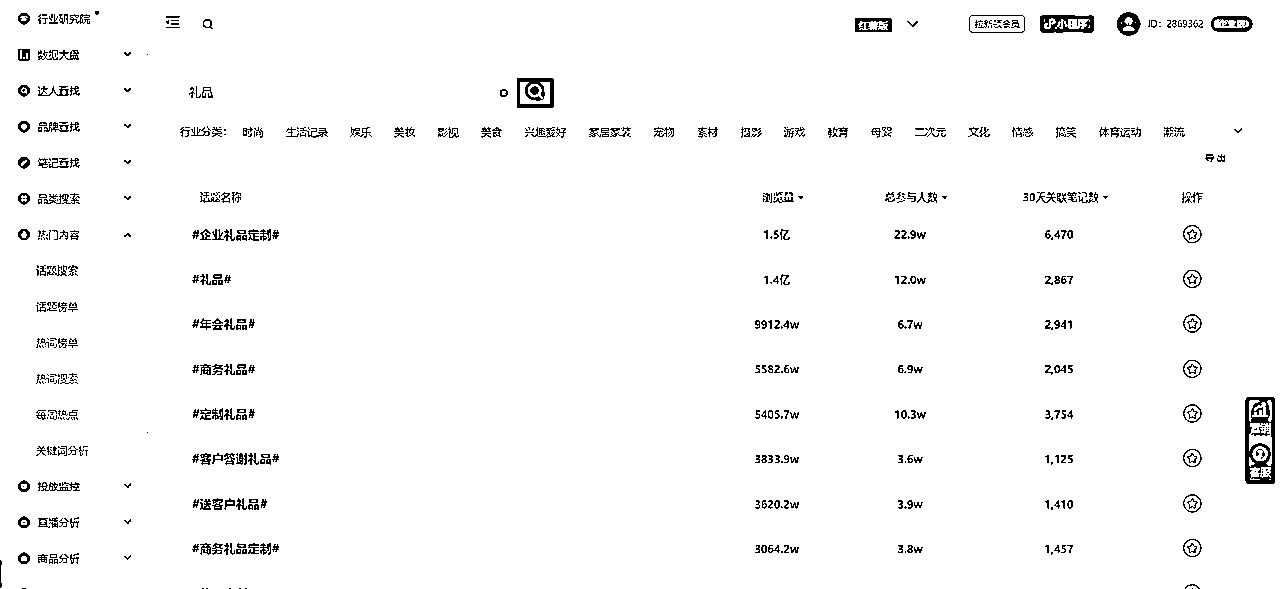 行业研究院
数据大盘
达人查找
品牌查找
笔记查找
品类搜索
热门内容
话题搜索
话题榜单
热词榜单
热词搜索
每周热点
关键词分析
投放监控
直播分析
商品分析
红薯版
拉新领会员
小程序
ID: 2869362
礼品
行业分类: 时尚 生活记录 娱乐 美妆 影视 美食 兴趣爱好 家居家装 宠物 素材 摄影 游戏 教育 母婴 二次元 文化 情感 搞笑 体育运动 潮流
导出
话题名称 浏览量 总参与人数 30天关联笔记数 操作
#企业礼品定制# 1.5亿 22.9w 6,470
#礼品# 1.4亿 12.0w 2,867
#年会礼品# 9912.4w 6.7w 2,941
#商务礼品# 5582.6w 6.9w 2,045
#定制礼品# 5405.7w 10.3w 3,754
#客户答谢礼品# 3833.9w 3.6w 1,125
#送客户礼品# 3620.2w 3.9w 1,410
#商务礼品定制# 3064.2w 3.8w 1,457
客服